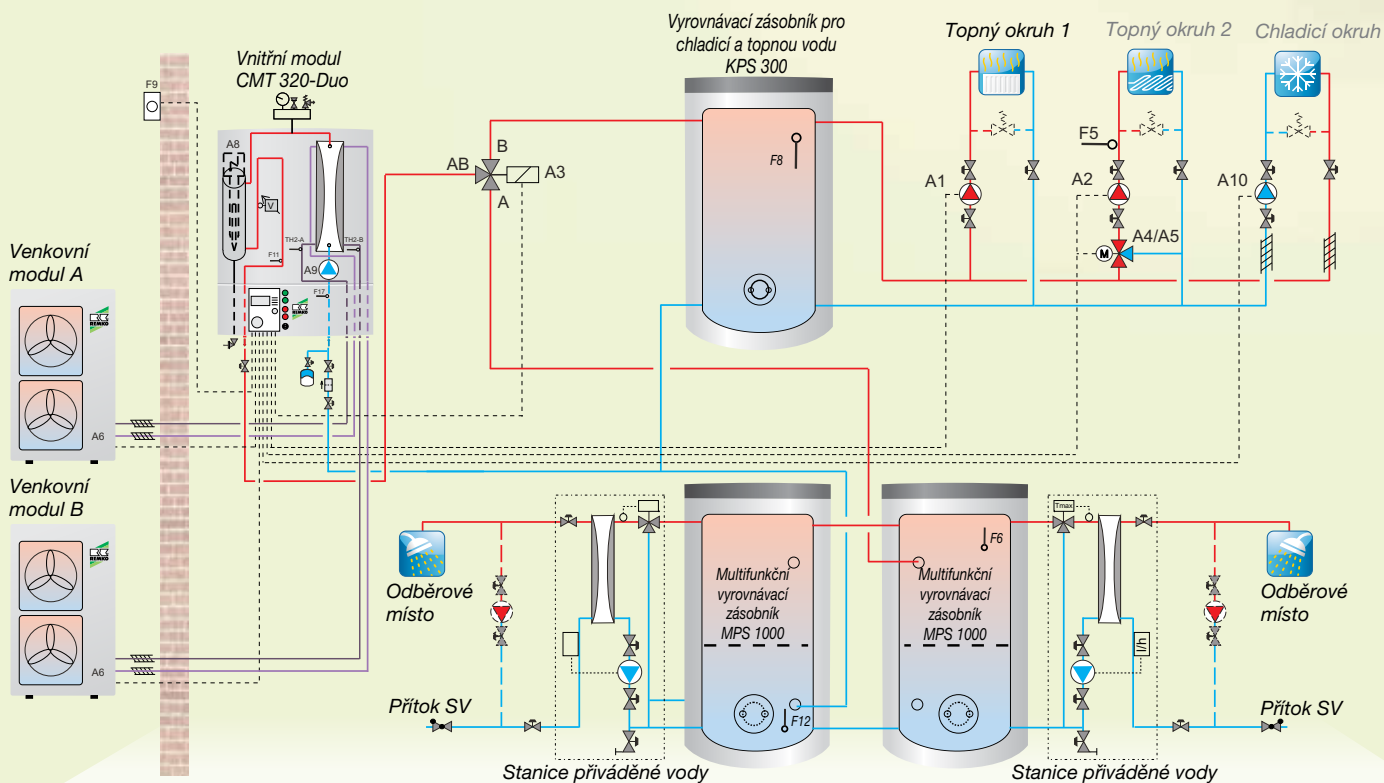 Vyrovnávací zásobník pro
chladicí a topnou vodu
KPS 300
Topný okruh 1
Topný okruh 2
Chladicí okruh
Vnitřní modul
CMT 320-Duo
F9
A8
V
TH2-A
TH2-B
F11
A9
F17
REMKO
AB
B
A
A3
F8
F5
A1
A2
A10
A4/A5
M
Venkovní
modul A
REMKO
A6
Venkovní
modul B
REMKO
A6
Odběrové
místo
Přítok SV
Multifunkční
vyrovnávací
zásobník
MPS 1000
F12
Stanice přiváděné vody
F6
Multifunkční
vyrovnávací
zásobník
MPS 1000
Tmax
l/h
Odběrové
místo
Přítok SV
Stanice přiváděné vody